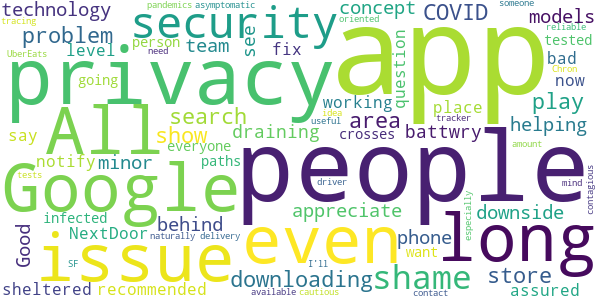 technology
tracing
pandemics
asymptomatic
someone
oriented
concept
COVID
models
reliable
security
problem
level
person
team
see
fix
question
tested
bad
UberEats
going
need
Chron
now
privacy
app
working
place
play
say
All
search
area
tracker
useful
idea
helping
show
draining
crosses
battwry
amount
notify
minor
everyone
paths
tests
people
driver
mind
contagious
Google
appreciate
especially
downside
long
infected
behind
Good
NextDoor
naturally delivery
phone
want
issue
even
SF
I'll
store
downloading
shame
assured
sheltered
recommended
available
cautious
contact